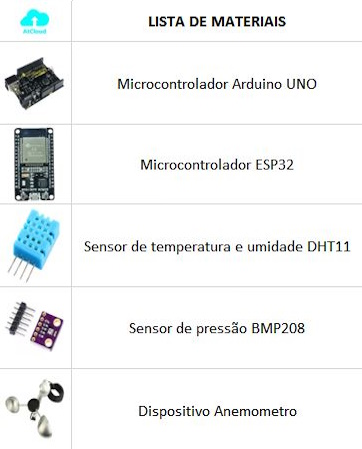 AltCloud
LISTA DE MATERIAIS
Microcontrolador Arduino UNO
Microcontrolador ESP32
Sensor de temperatura e umidade DHT11
Sensor de pressão BMP208
Dispositivo Anemometro